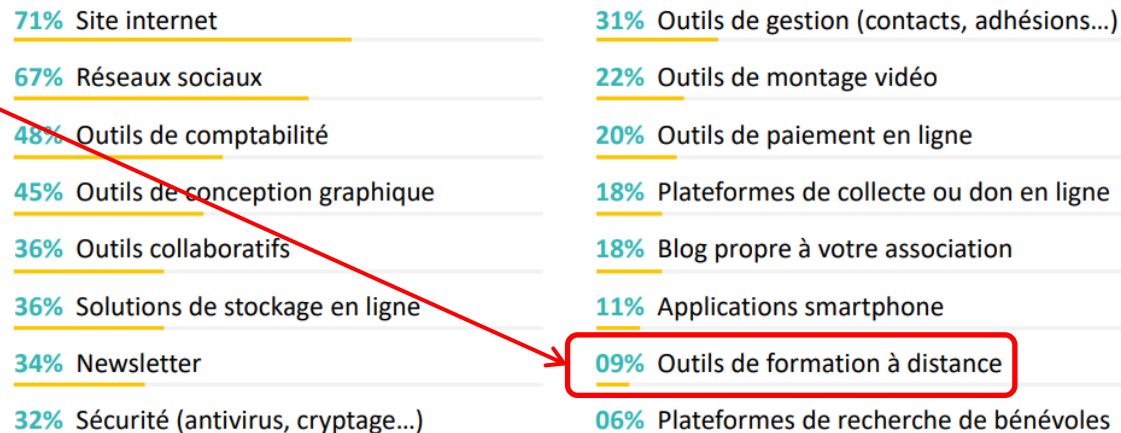 71% Site internet
67% Réseaux sociaux
48% Outils de comptabilité
45% Outils de conception graphique
36% Outils collaboratifs
36% Solutions de stockage en ligne
34% Newsletter
32% Sécurité (antivirus, cryptage…)
31% Outils de gestion (contacts, adhésions…)
22% Outils de montage vidéo
20% Outils de paiement en ligne
18% Plateformes de collecte ou don en ligne
18% Blog propre à votre association
11% Applications smartphone
09% Outils de formation à distance
06% Plateformes de recherche de bénévoles